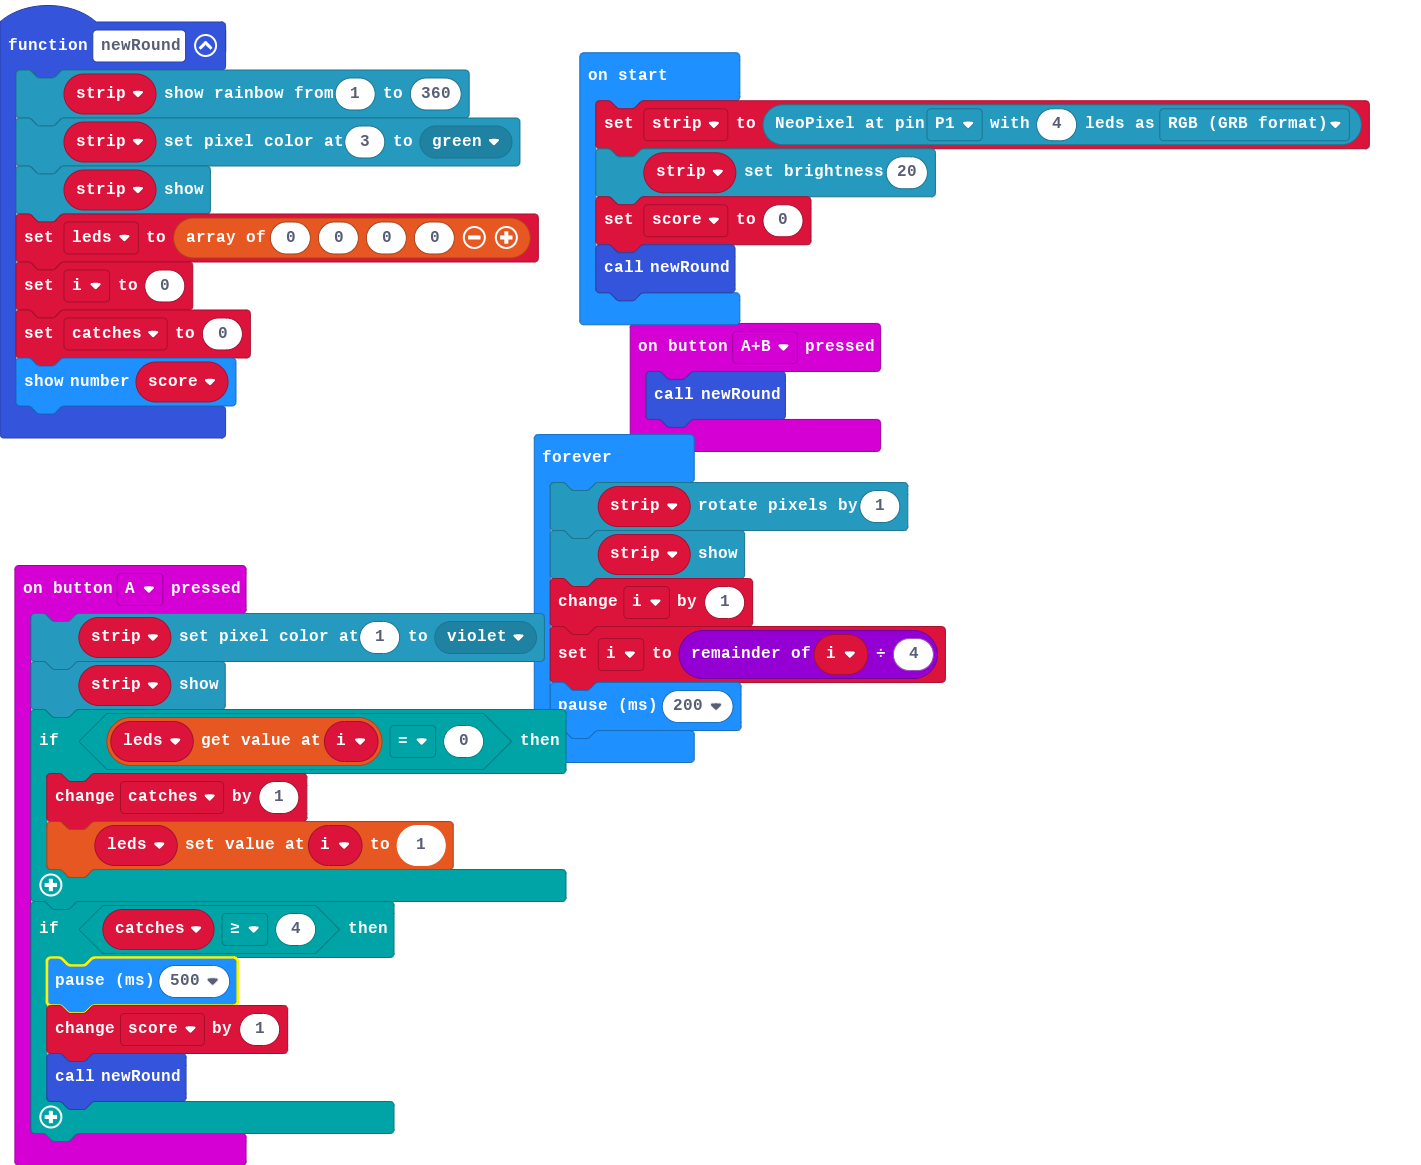 function newRound
strip show rainbow from 1 to 360
strip set pixel color at 3 to green
strip show
set leds to array of 0 0 0 0
set i to 0
set catches to 0
show number score
on start
set strip to NeoPixel at pin P1 with 4 leds as RGB (GRB format)
strip set brightness 20
set score to 0
call newRound
on button A+B pressed
call newRound
forever
strip rotate pixels by 1
strip show
change i by 1
set i to remainder of i ÷ 4
pause (ms) 200
on button A pressed
strip set pixel color at 1 to violet
strip show
if leds get value at i = 0 then
change catches by 1
leds set value at i to 1
if catches ≥ 4 then
pause (ms) 500
change score by 1
call newRound